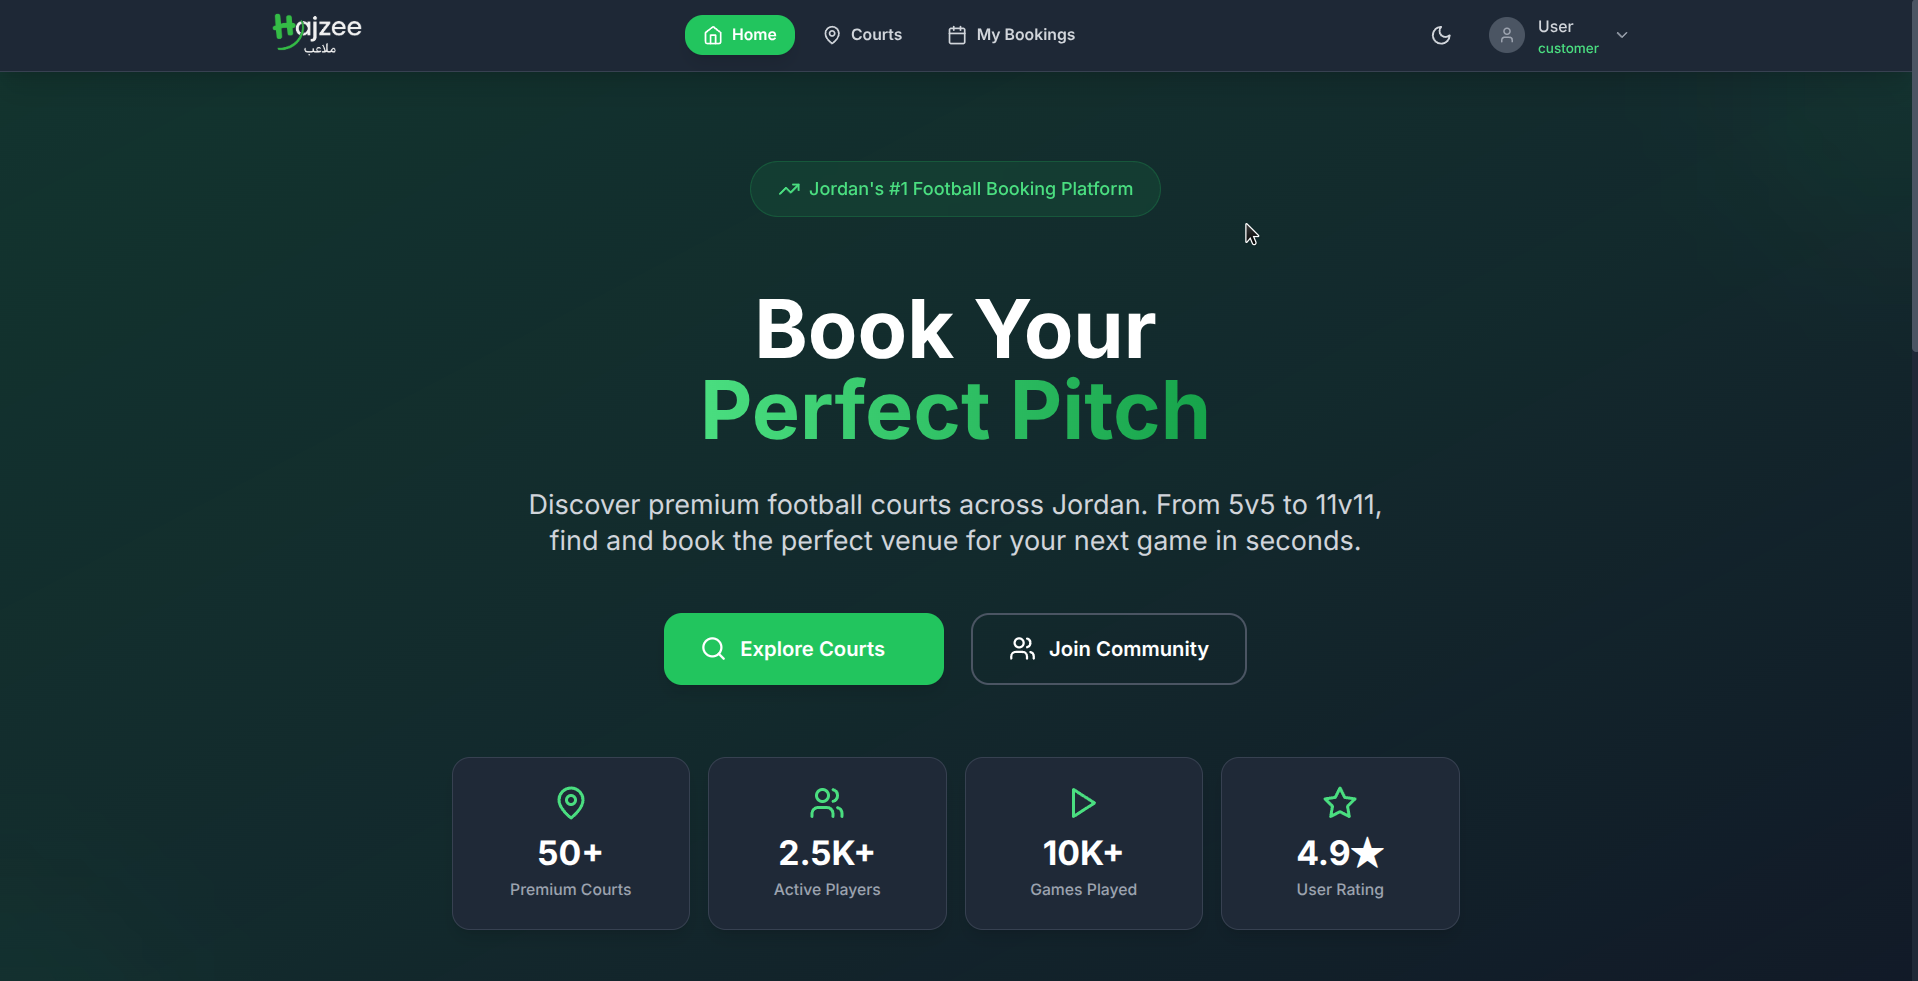 Hajzee
ملاعب
Home
Courts
My Bookings
User
customer
Jordan's #1 Football Booking Platform
Book Your
Perfect Pitch
Discover premium football courts across Jordan. From 5v5 to 11v11,
find and book the perfect venue for your next game in seconds.
Explore Courts
Join Community
50+
Premium Courts
2.5K+
Active Players
10K+
Games Played
4.9★
User Rating